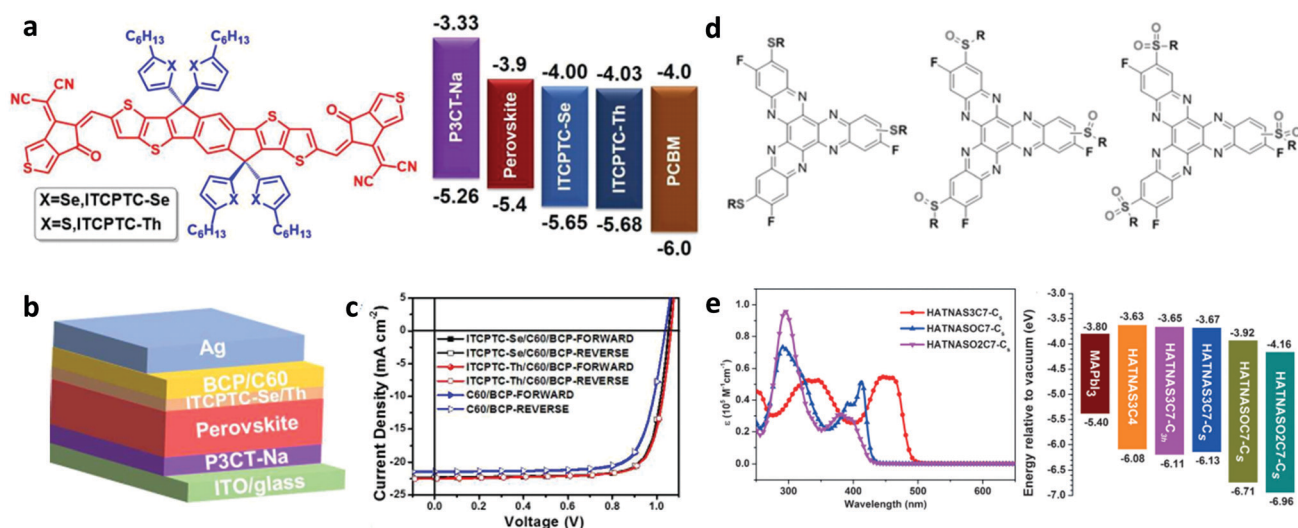 a
C₆H₁₃
C₆H₁₃
X X
NC
CN
O
S
S
S
S
S
S
O
CN
NC
X X
C₆H₁₃
C₆H₁₃
X=Se,ITCPTC-Se
X=S,ITCPTC-Th
-3.33
-3.9
-4.00
-4.03
-4.0
P3CT-Na
Perovskite
ITCPTC-Se
ITCPTC-Th
PCBM
-5.26
-5.4
-5.65
-5.68
-6.0
d
SR
F
N
N
N
N
N
N
SR
F
RS
F
O
S
R
F
N
N
N
N
N
N
S
O
R
F
O
S
R
F
O
S
O
R
F
N
N
N
N
N
N
O
S
O
R
F
O
S
O
R
F
b
Ag
BCP/C60
ITCPTC-Se/Th
Perovskite
P3CT-Na
ITO/glass
c
Current Density (mA cm⁻²)
5
0
-5
-10
-15
-20
-25
ITCPTC-Se/C60/BCP-FORWARD
ITCPTC-Se/C60/BCP-REVERSE
ITCPTC-Th/C60/BCP-FORWARD
ITCPTC-Th/C60/BCP-REVERSE
C60/BCP-FORWARD
C60/BCP-REVERSE
0.0 0.2 0.4 0.6 0.8 1.0
Voltage (V)
e
ε (10⁵ M⁻¹cm⁻¹)
1.0
0.8
0.6
0.4
0.2
0.0
HATNAS3C7-Cₛ
HATNASOC7-Cₛ
HATNASO2C7-Cₛ
300 400 500 600
Wavelength (nm)
Energy relative to vacuum (eV)
-3.0
-3.5
-4.0
-4.5
-5.0
-5.5
-6.0
-6.5
-7.0
-3.80
-3.63
-3.65
-3.67
-3.92
-4.16
MAPbI3
HATNAS3C4
HATNAS3C7-C₃ₕ
HATNAS3C7-Cs
HATNASOC7-Cs
HATNASO2C7-Cs
-5.40
-6.08
-6.11
-6.13
-6.71
-6.96